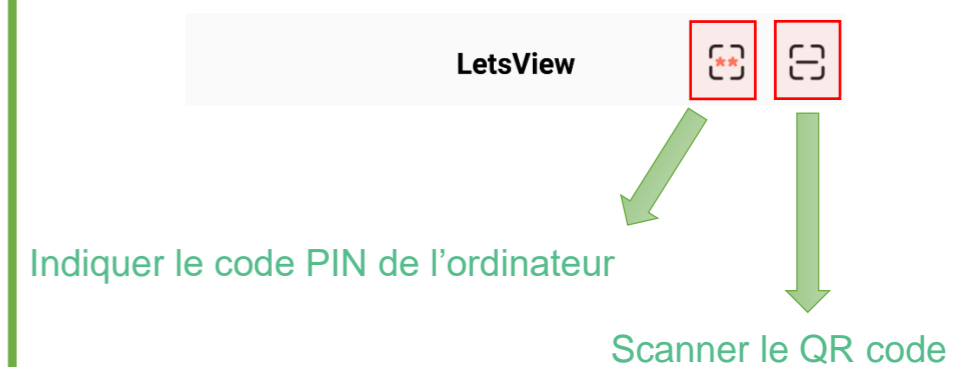 LetsView
**
Indiquer le code PIN de l’ordinateur
Scanner le QR code